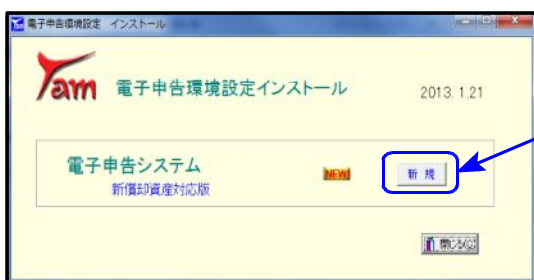 電子申告環境設定 インストール
Tam 電子申告環境設定インストール 2013.1.21
電子申告システム NEW 新規
新償却資産対応版
閉じる(C)